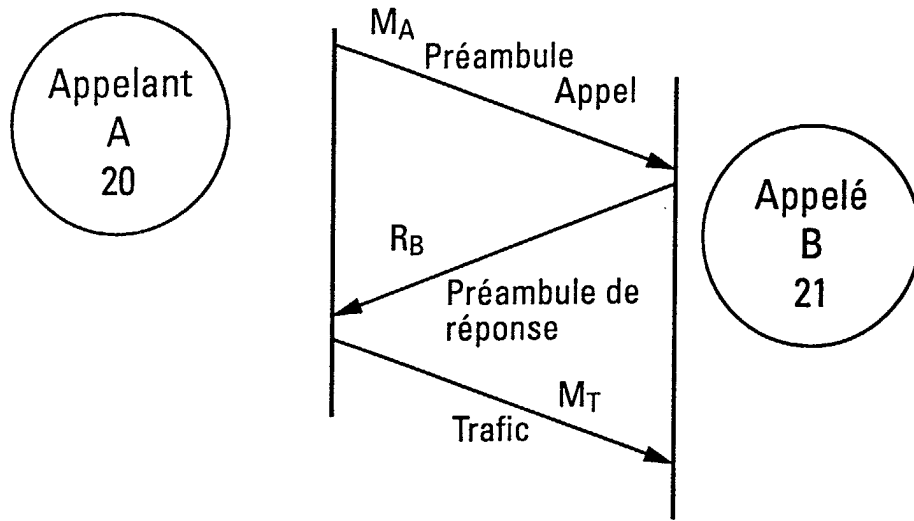 Appelant
A
20
M_A
Préambule
Appel
Appelé
B
21
R_B
Préambule de
réponse
M_T
Trafic